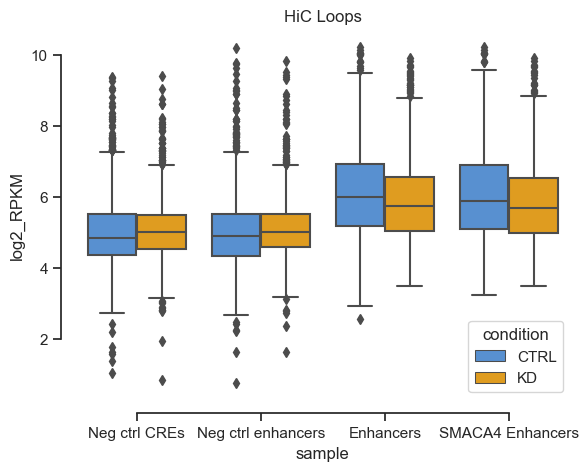 HiC Loops
log2_RPKM
10
8
6
4
2
condition
CTRL
KD
Neg ctrl CREs
Neg ctrl enhancers
Enhancers
SMACA4 Enhancers
sample